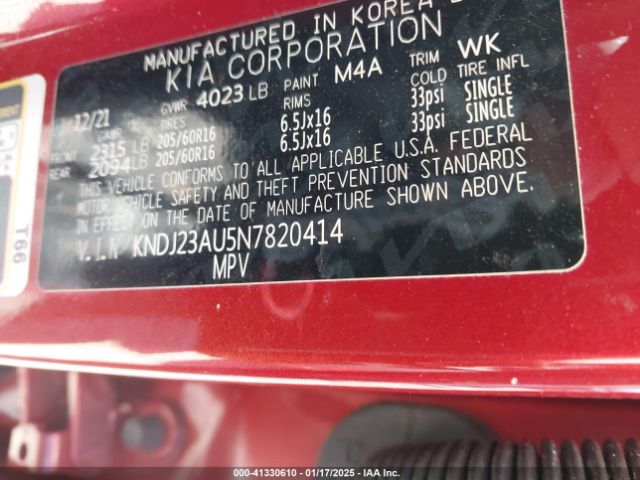 MANUFACTURED IN KOREA
KIA CORPORATION
12/21 GVWR 4023 LB PAINT M4A TRIM WK
GAWR TIRES RIMS COLD TIRE INFL
FRONT 2315 LB 205/60R16 6.5Jx16 33psi SINGLE
REAR 2094 LB 205/60R16 6.5Jx16 33psi SINGLE
THIS VEHICLE CONFORMS TO ALL APPLICABLE U.S.A. FEDERAL
MOTOR VEHICLE SAFETY AND THEFT PREVENTION STANDARDS
IN EFFECT ON THE DATE OF MANUFACTURE SHOWN ABOVE.
V.I.N KNDJ23AU5N7820414
MPV
T66
000-41330610 - 01/17/2025 - IAA Inc.